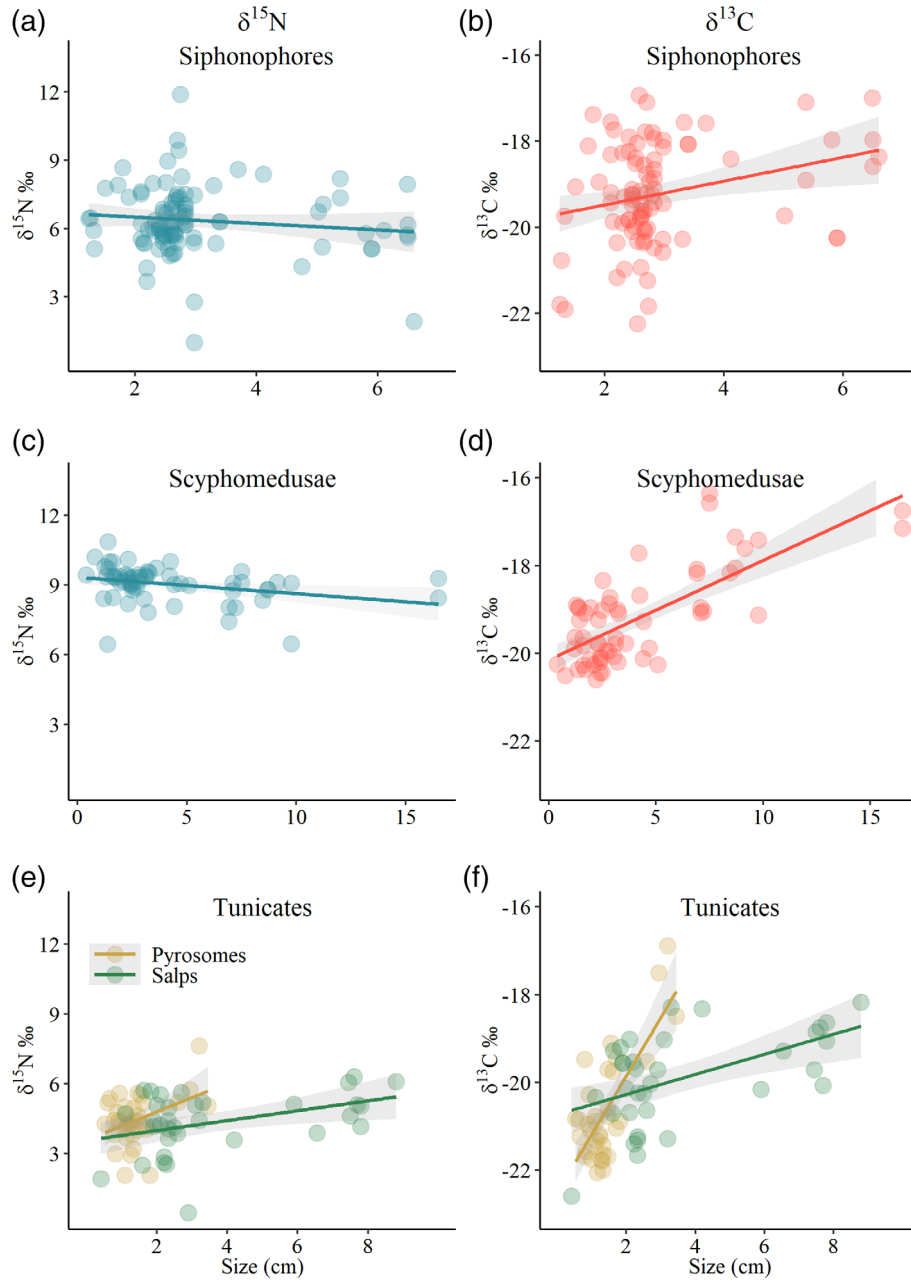 (a) δ¹⁵N (b) δ¹³C
Siphonophores Siphonophores
12
9
6
3
δ¹⁵N ‰
2 4 6
-16
-18
-20
-22
δ¹³C ‰
2 4 6
(c) (d)
Scyphomedusae Scyphomedusae
12
9
6
3
δ¹⁵N ‰
0 5 10 15
-16
-18
-20
-22
δ¹³C ‰
0 5 10 15
(e) (f)
Tunicates Tunicates
Pyrosomes
Salps
12
9
6
3
δ¹⁵N ‰
2 4 6 8
Size (cm)
-16
-18
-20
-22
δ¹³C ‰
2 4 6 8
Size (cm)